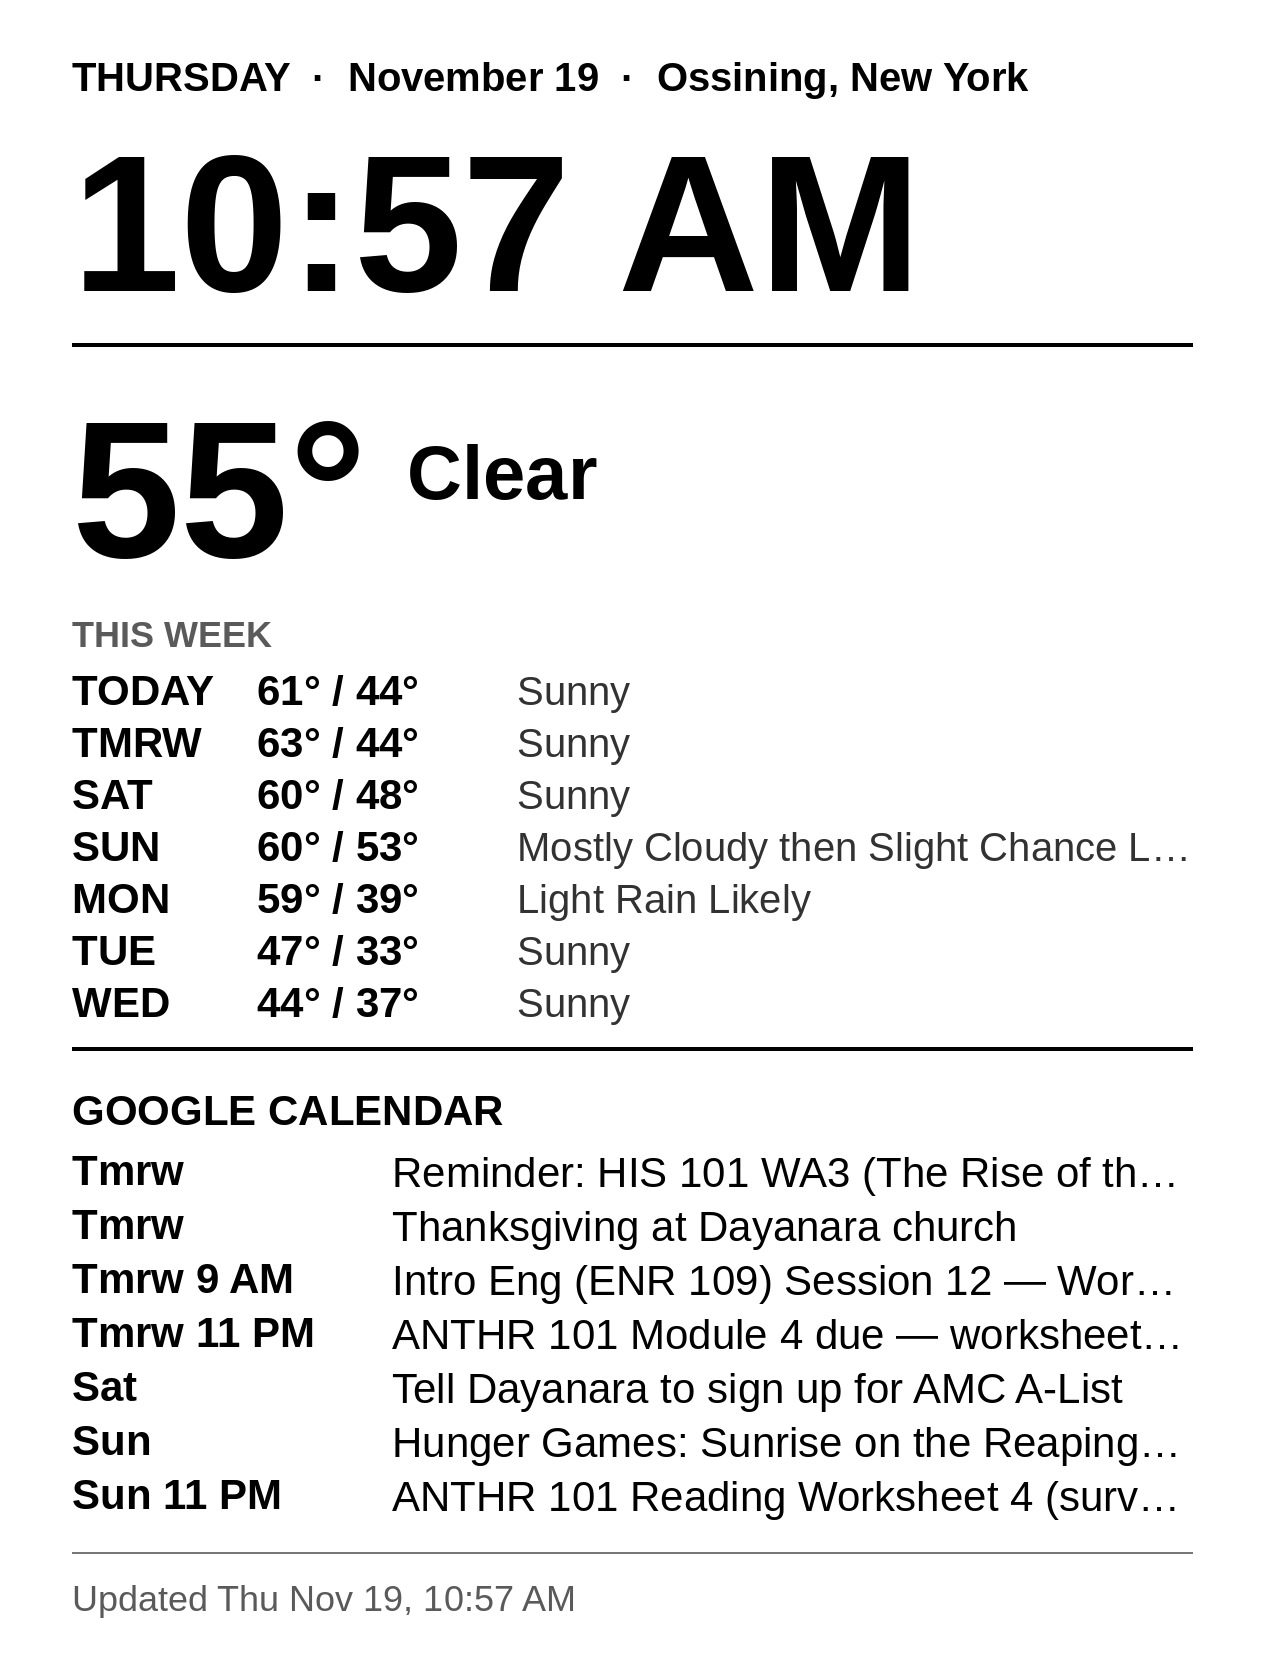 THURSDAY · November 19 · Ossining, New York
10:57 AM
55° Clear
THIS WEEK
TODAY 61° / 44° Sunny
TMRW 63° / 44° Sunny
SAT 60° / 48° Sunny
SUN 60° / 53° Mostly Cloudy then Slight Chance L…
MON 59° / 39° Light Rain Likely
TUE 47° / 33° Sunny
WED 44° / 37° Sunny
GOOGLE CALENDAR
Tmrw Reminder: HIS 101 WA3 (The Rise of th…
Tmrw Thanksgiving at Dayanara church
Tmrw 9 AM Intro Eng (ENR 109) Session 12 — Wor…
Tmrw 11 PM ANTHR 101 Module 4 due — worksheet…
Sat Tell Dayanara to sign up for AMC A-List
Sun Hunger Games: Sunrise on the Reaping…
Sun 11 PM ANTHR 101 Reading Worksheet 4 (surv…
Updated Thu Nov 19, 10:57 AM